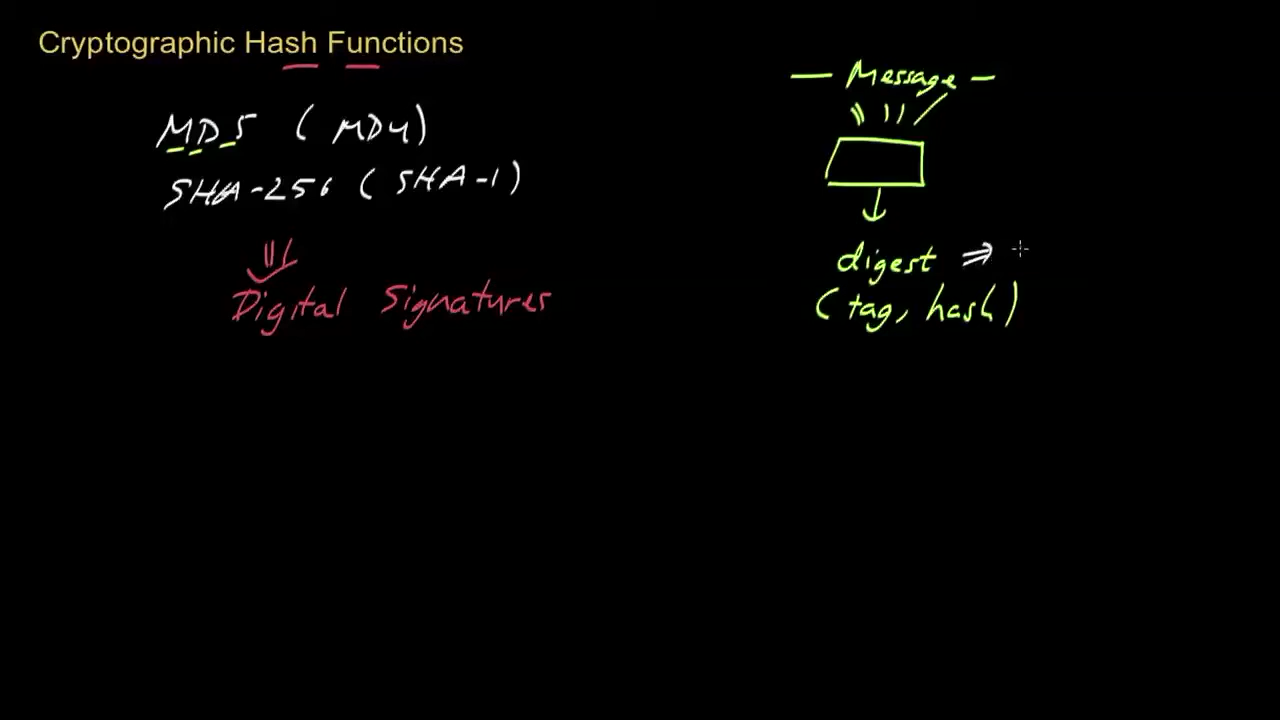 Cryptographic Hash Functions
MD5 (MD4)
SHA-256 (SHA-1)
Digital Signatures
— Message —
digest ⇒
(tag, hash)